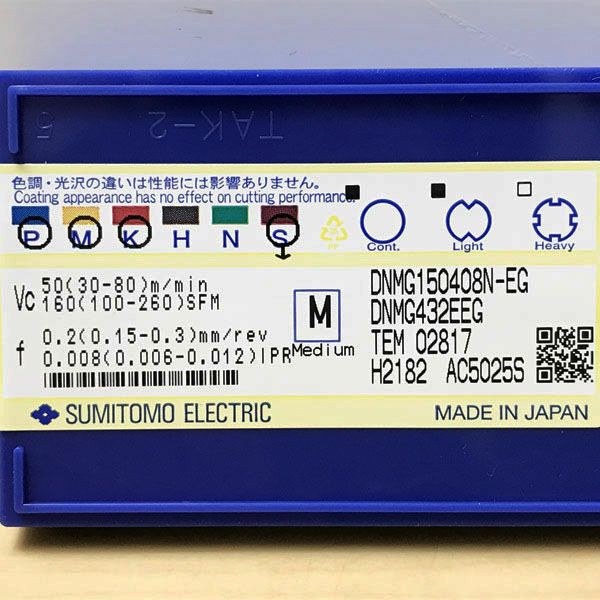 5 TAK-2
色調・光沢の違いは性能には影響ありません。
Coating appearance has no effect on cutting performance.
P M K H N S
PP
Cont. Light Heavy
Vc 50(30-80)m/min
160(100-260)SFM
f 0.2(0.15-0.3)mm/rev
0.008(0.006-0.012)IPR
M
Medium
DNMG150408N-EG
DNMG432EEG
TEM 02817
H2182 AC5025S
SUMITOMO ELECTRIC
MADE IN JAPAN